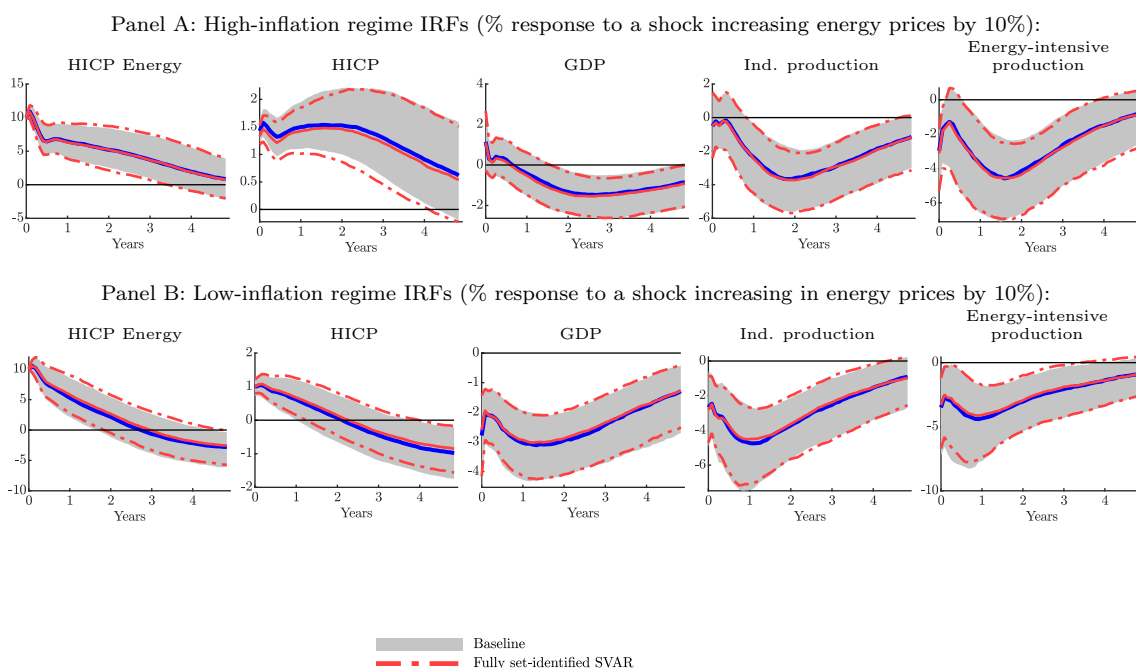 Panel A: High-inflation regime IRFs (% response to a shock increasing energy prices by 10%):
HICP Energy
HICP
GDP
Ind. production
Energy-intensive
production
15
10
5
0
-5
0 1 2 3 4
Years
2
1.5
1
0.5
0
0 1 2 3 4
Years
4
2
0
-2
0 1 2 3 4
Years
2
0
-2
-4
-6
0 1 2 3 4
Years
0
-2
-4
-6
0 1 2 3 4
Years
Panel B: Low-inflation regime IRFs (% response to a shock increasing in energy prices by 10%):
HICP Energy
HICP
GDP
Ind. production
Energy-intensive
production
10
5
0
-5
-10
0 1 2 3 4
Years
2
1
0
-1
-2
0 1 2 3 4
Years
0
-1
-2
-3
-4
0 1 2 3 4
Years
0
-2
-4
-6
0 1 2 3 4
Years
0
-5
-10
0 1 2 3 4
Years
Baseline
Fully set-identified SVAR